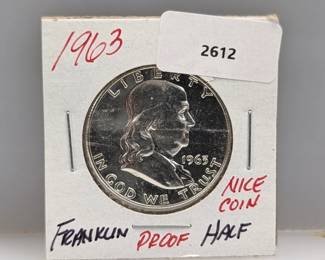 1963
2612
LIBERTY
1963
IN GOD WE TRUST
NICE
COIN
FRANKLIN PROOF HALF